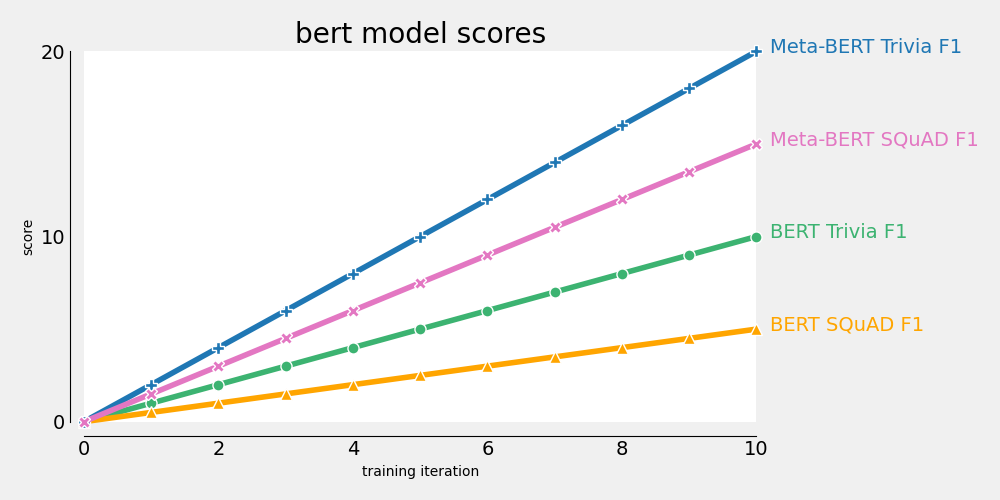 bert model scores
20
Meta-BERT Trivia F1
Meta-BERT SQuAD F1
10
BERT Trivia F1
score
BERT SQuAD F1
0
0 2 4 6 8 10
training iteration